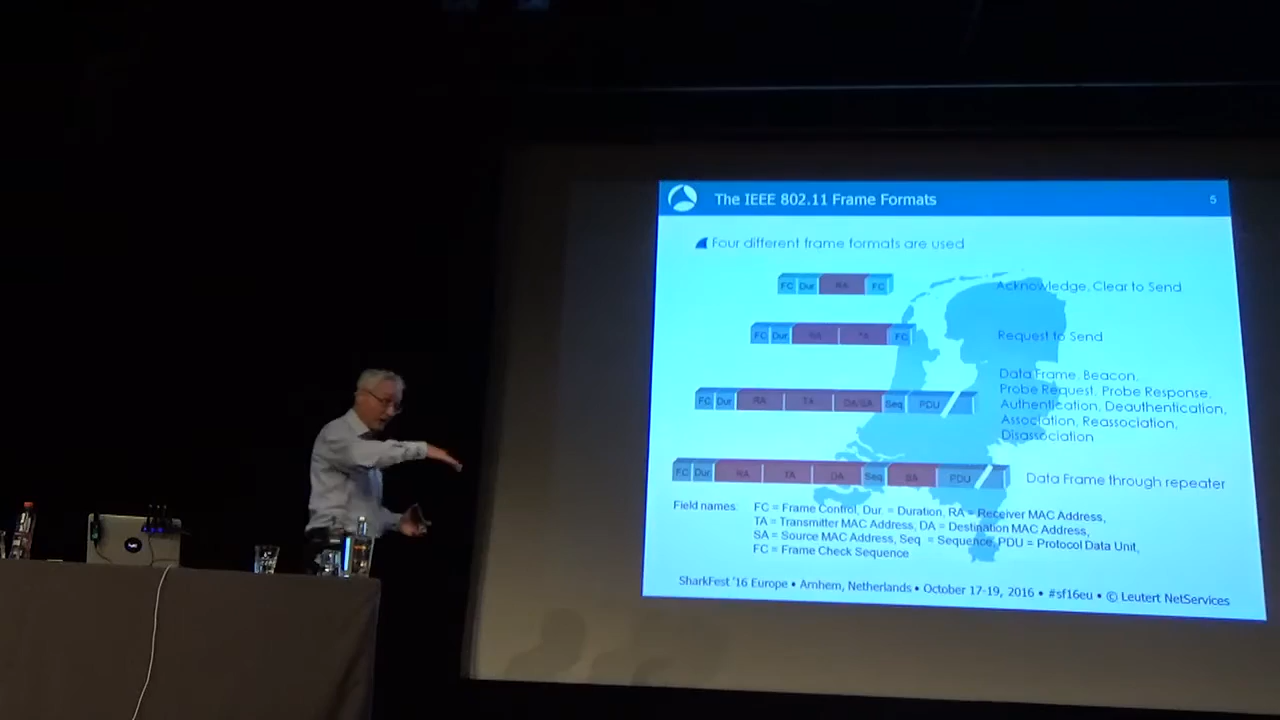 The IEEE 802.11 Frame Formats 5
Four different frame formats are used
FC Dur RA FC Acknowledge, Clear to Send
FC Dur RA TA FC Request to Send
Data Frame, Beacon,
Probe Request, Probe Response,
FC Dur RA TA DA/SA Seq PDU Authentication, Deauthentication,
Association, Reassociation,
Disassociation
FC Dur RA TA DA Seq SA PDU Data Frame through repeater
Field names: FC = Frame Control, Dur = Duration, RA = Receiver MAC Address,
TA = Transmitter MAC Address, DA = Destination MAC Address,
SA = Source MAC Address, Seq = Sequence, PDU = Protocol Data Unit,
FC = Frame Check Sequence
SharkFest '16 Europe • Arnhem, Netherlands • October 17-19, 2016 • #sf16eu • © Leutert NetServices